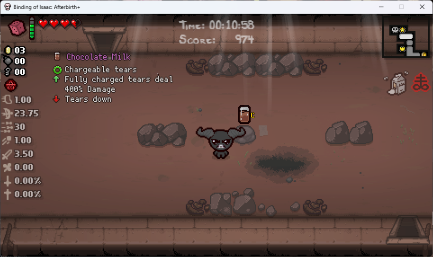 Binding of Isaac: Afterbirth+
Time: 00:10:58
Score: 974
03
00
00
Chocolate Milk
Chargeable tears
Fully charged tears deal
400% Damage
Tears down
1.00
23.75
30
1.00
3.50
0.00
0.00%
0.00%